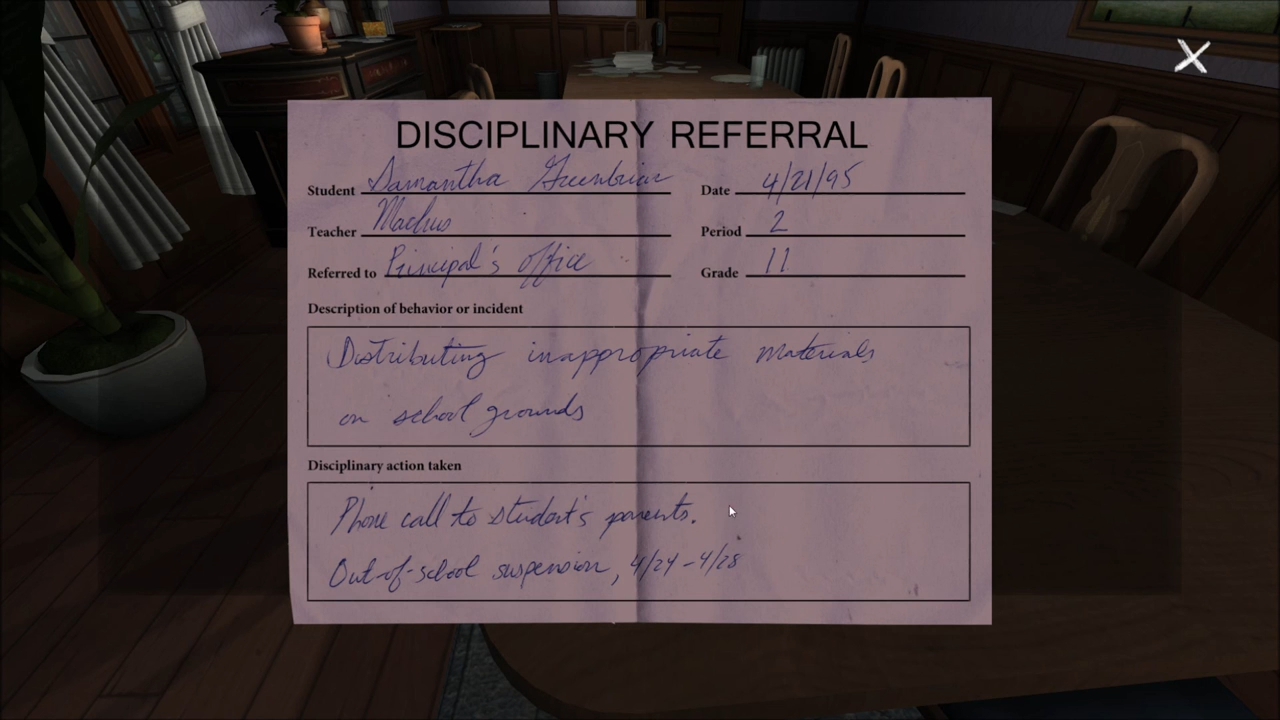 DISCIPLINARY REFERRAL
Student Samantha Greenbriar Date 4/21/95
Teacher Period 2
Referred to Principal's office Grade 11
Description of behavior or incident
Distributing inappropriate materials
on school grounds
Disciplinary action taken
Phone call to student's parents.
Out-of-school suspension, 4/24-4/28